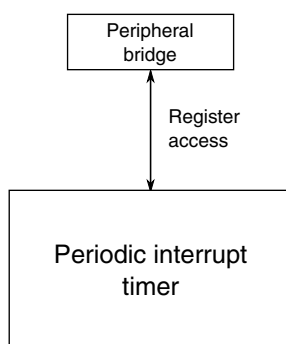 Peripheral
bridge
Register
access
Periodic interrupt
timer